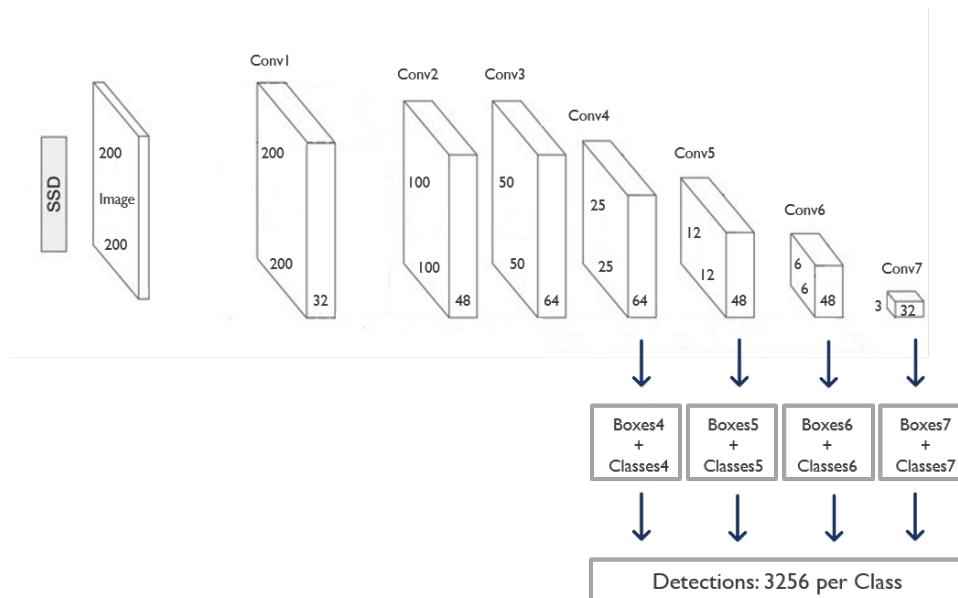 SSD
200
Image
200
Conv1
200
200
32
Conv2
100
100
48
Conv3
50
50
64
Conv4
25
25
64
Conv5
12
12
48
Conv6
6
6
48
Conv7
3
32
Boxes4
+
Classes4
Boxes5
+
Classes5
Boxes6
+
Classes6
Boxes7
+
Classes7
Detections: 3256 per Class